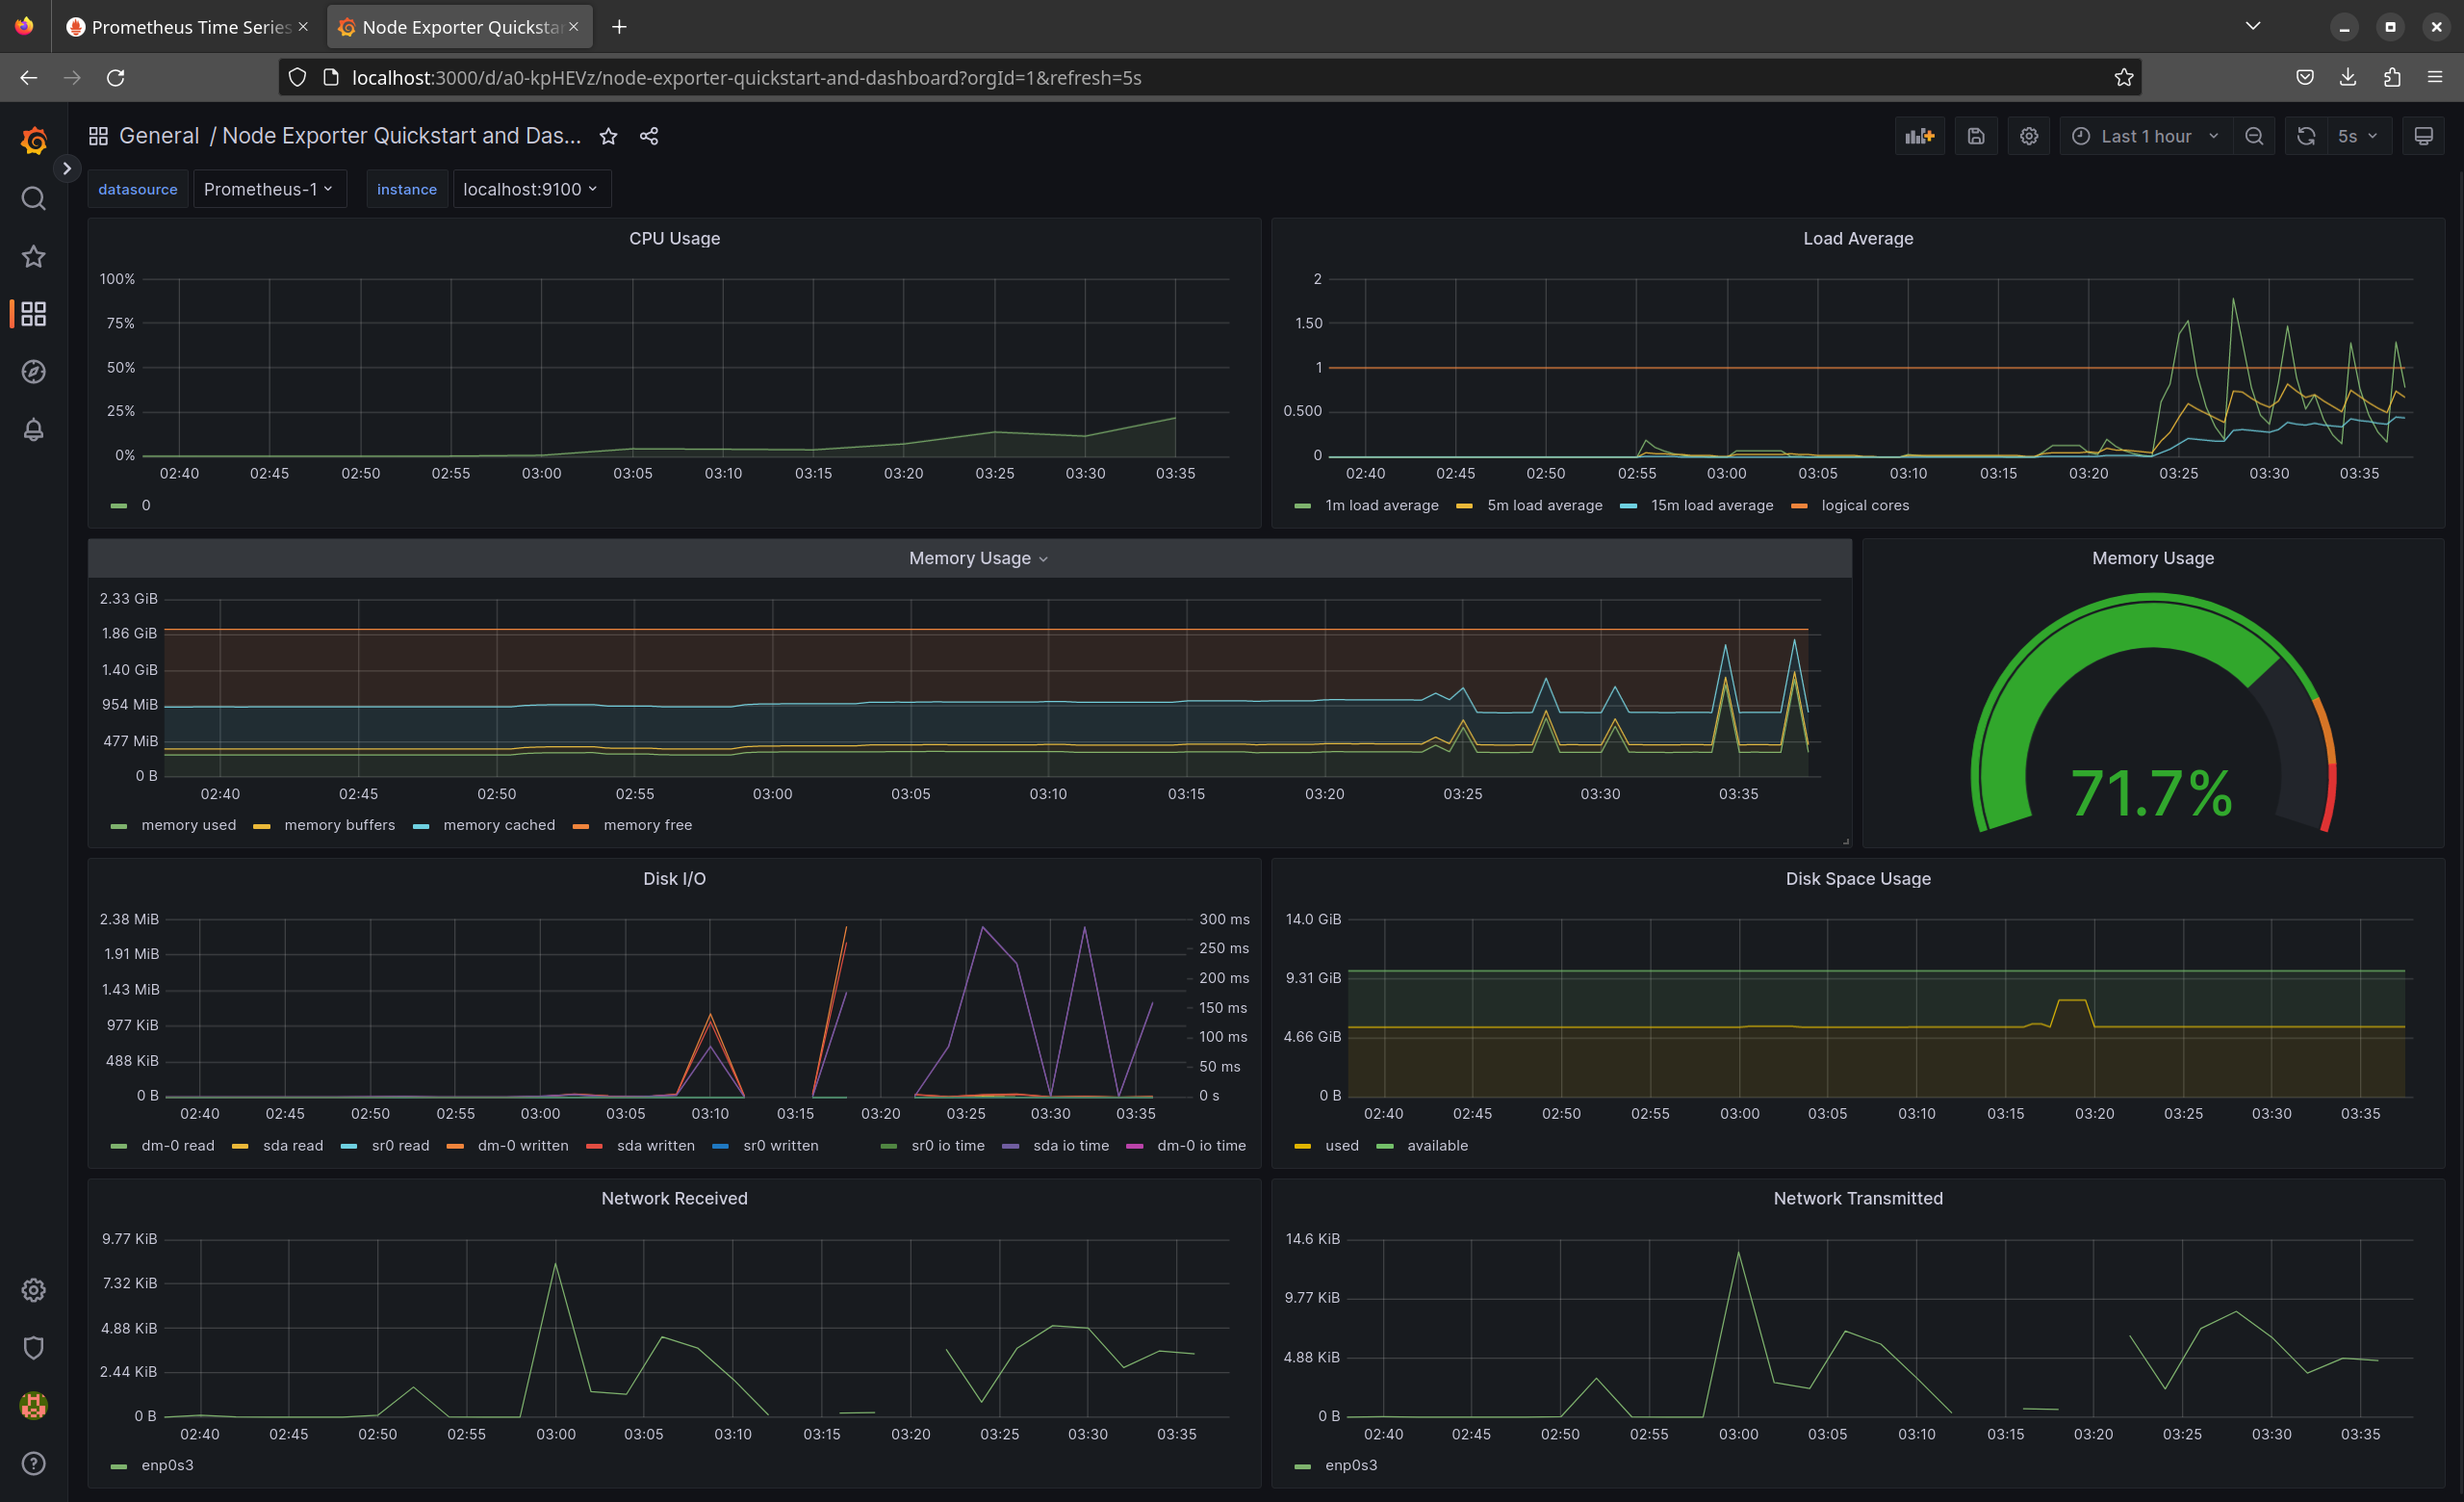 Prometheus Time Series
Node Exporter Quicksta
localhost:3000/d/a0-kpHEVz/node-exporter-quickstart-and-dashboard?orgId=1&refresh=5s
General / Node Exporter Quickstart and Das...
Last 1 hour
5s
datasource Prometheus-1 instance localhost:9100
CPU Usage
100%
75%
50%
25%
0%
02:40 02:45 02:50 02:55 03:00 03:05 03:10 03:15 03:20 03:25 03:30 03:35
0
Load Average
2
1.50
1
0.500
0
02:40 02:45 02:50 02:55 03:00 03:05 03:10 03:15 03:20 03:25 03:30 03:35
1m load average 5m load average 15m load average logical cores
Memory Usage
2.33 GiB
1.86 GiB
1.40 GiB
954 MiB
477 MiB
0 B
02:40 02:45 02:50 02:55 03:00 03:05 03:10 03:15 03:20 03:25 03:30 03:35
memory used memory buffers memory cached memory free
Memory Usage
71.7%
Disk I/O
2.38 MiB
1.91 MiB
1.43 MiB
977 KiB
488 KiB
0 B
300 ms
250 ms
200 ms
150 ms
100 ms
50 ms
0 s
02:40 02:45 02:50 02:55 03:00 03:05 03:10 03:15 03:20 03:25 03:30 03:35
dm-0 read sda read sr0 read dm-0 written sda written sr0 written sr0 io time sda io time dm-0 io time
Disk Space Usage
14.0 GiB
9.31 GiB
4.66 GiB
0 B
02:40 02:45 02:50 02:55 03:00 03:05 03:10 03:15 03:20 03:25 03:30 03:35
used available
Network Received
9.77 KiB
7.32 KiB
4.88 KiB
2.44 KiB
0 B
02:40 02:45 02:50 02:55 03:00 03:05 03:10 03:15 03:20 03:25 03:30 03:35
enp0s3
Network Transmitted
14.6 KiB
9.77 KiB
4.88 KiB
0 B
02:40 02:45 02:50 02:55 03:00 03:05 03:10 03:15 03:20 03:25 03:30 03:35
enp0s3